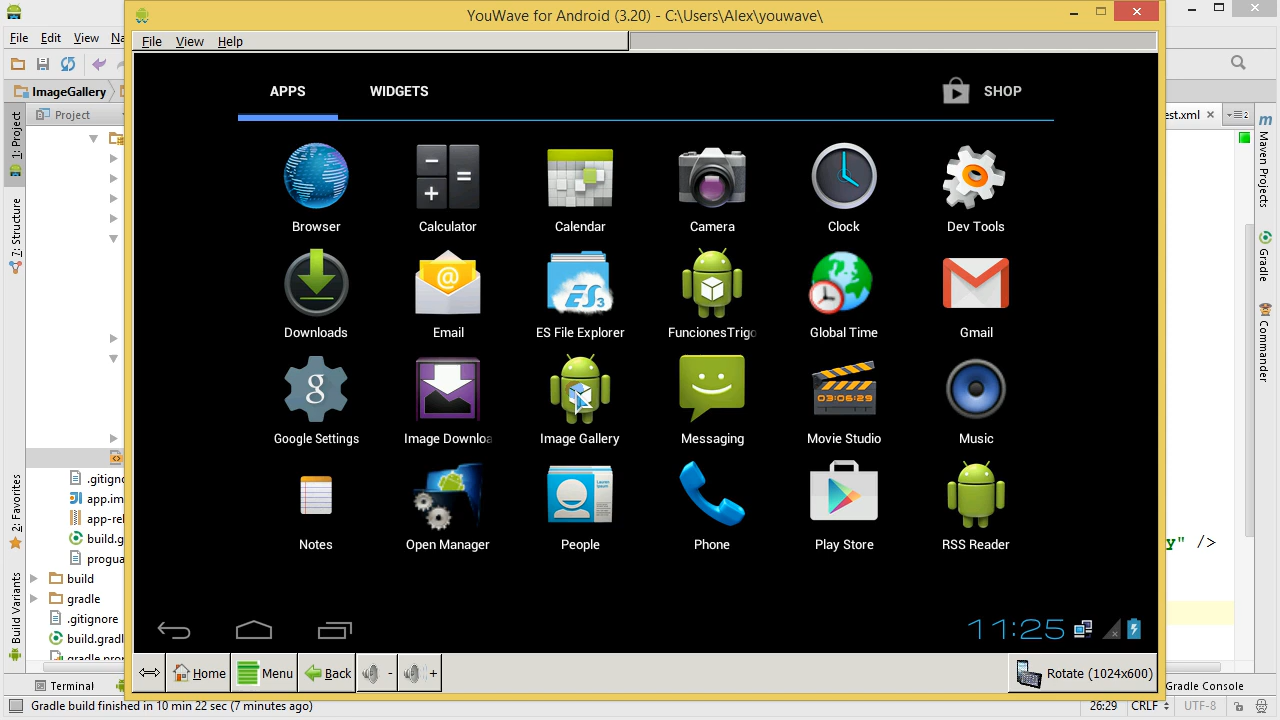 YouWave for Android (3.20) - C:\Users\Alex\youwave\
File Edit View
File View Help
ImageGallery
Project
est.xml
APPS WIDGETS SHOP
Browser Calculator Calendar Camera Clock Dev Tools
Downloads Email ES File Explorer FuncionesTrigo Global Time Gmail
Google Settings Image Downloa Image Gallery Messaging Movie Studio Music
03:06:29
Notes Open Manager People Phone Play Store RSS Reader
1: Project
7: Structure
2: Favorites
Build Variants
Maven Projects
Gradle
.gitign
app.im
app-rel
build.g
progua
build
gradle
.gitignore
build.gradl
gradle.pro
y" />
11:25
Home Menu Back - +
Rotate (1024x600)
Terminal
Gradle Console
Gradle build finished in 10 min 22 sec (7 minutes ago)
26:29 CRLF UTF-8